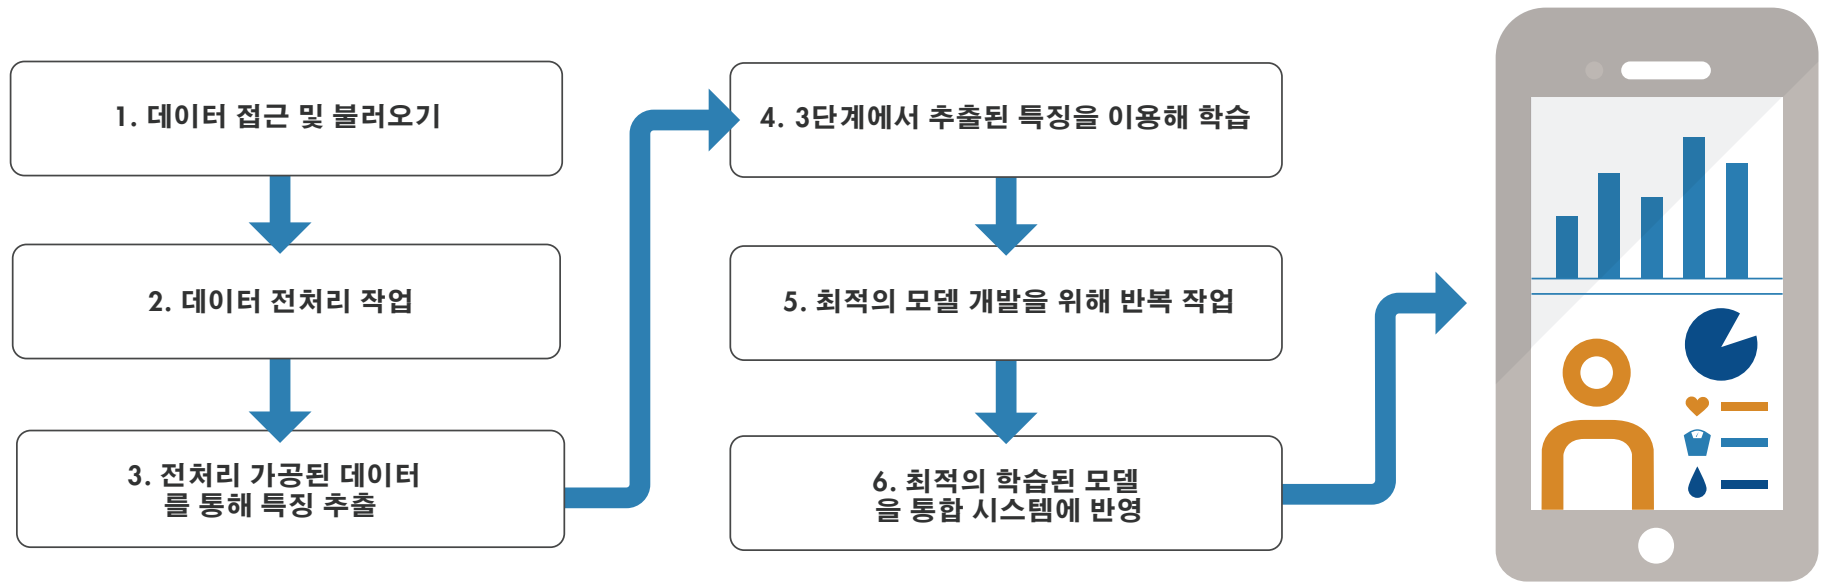 1. 데이터 접근 및 불러오기
2. 데이터 전처리 작업
3. 전처리 가공된 데이터
를 통해 특징 추출
4. 3단계에서 추출된 특징을 이용해 학습
5. 최적의 모델 개발을 위해 반복 작업
6. 최적의 학습된 모델
을 통합 시스템에 반영